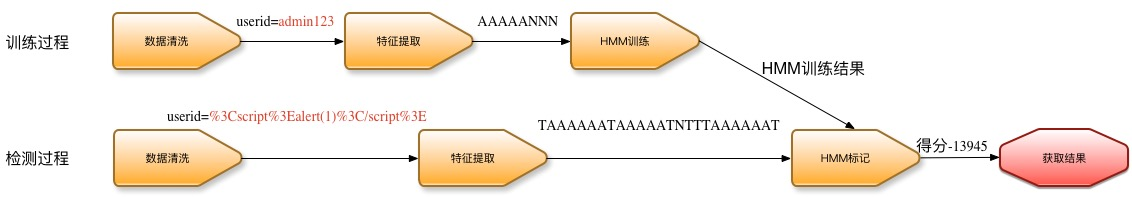 userid=admin123
AAAAANNN
训练过程
数据清洗
特征提取
HMM训练
HMM训练结果
userid=%3Cscript%3Ealert(1)%3C/script%3E
TAAAAAATAAAAATNTTTAAAAAAT
检测过程
数据清洗
特征提取
HMM标记
得分-13945
获取结果